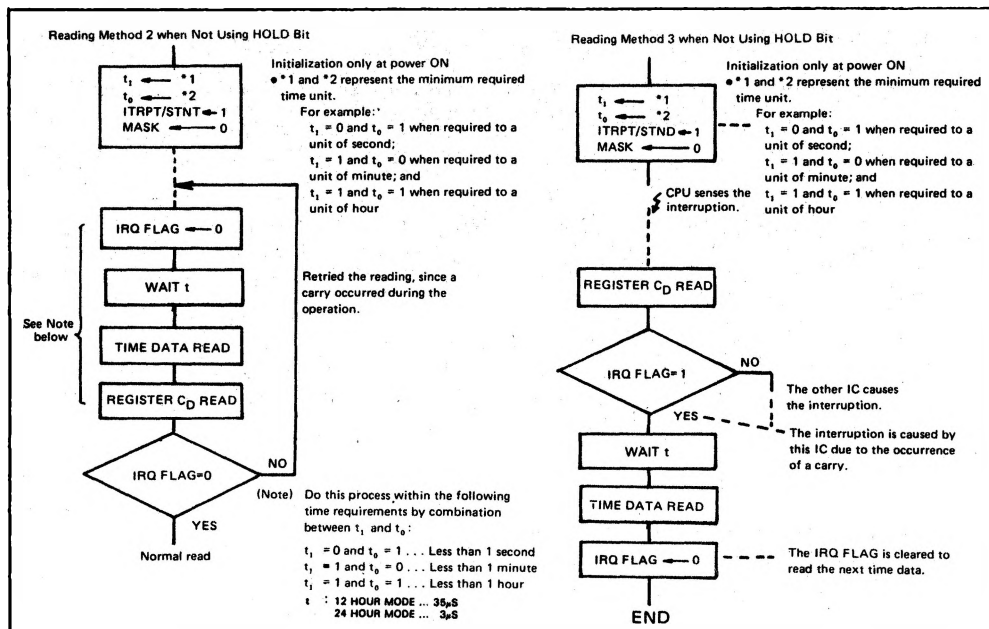 Reading Method 2 when Not Using HOLD Bit
t₁ ← *1
t₀ ← *2
ITRPT/STNT ← 1
MASK ← 0
Initialization only at power ON
● *1 and *2 represent the minimum required
time unit.
For example:
t₁ = 0 and t₀ = 1 when required to a
unit of second;
t₁ = 1 and t₀ = 0 when required to a
unit of minute; and
t₁ = 1 and t₀ = 1 when required to a
unit of hour
IRQ FLAG ← 0
WAIT t
TIME DATA READ
REGISTER C_D READ
See Note
below
Retried the reading, since a
carry occurred during the
operation.
IRQ FLAG=0
NO
YES
Normal read
(Note) Do this process within the following
time requirements by combination
between t₁ and t₀:
t₁ = 0 and t₀ = 1 . . . Less than 1 second
t₁ = 1 and t₀ = 0 . . . Less than 1 minute
t₁ = 1 and t₀ = 1 . . . Less than 1 hour
t : 12 HOUR MODE ... 35μS
24 HOUR MODE ... 3μS
Reading Method 3 when Not Using HOLD Bit
t₁ ← *1
t₀ ← *2
ITRPT/STND ← 1
MASK ← 0
Initialization only at power ON
● *1 and *2 represent the minimum required
time unit.
For example:
t₁ = 0 and t₀ = 1 when required to a
unit of second;
t₁ = 1 and t₀ = 0 when required to a
unit of minute; and
t₁ = 1 and t₀ = 1 when required to a
unit of hour
CPU senses the
interruption.
REGISTER C_D READ
IRQ FLAG=1
NO
The other IC causes
the interruption.
YES
The interruption is caused by
this IC due to the occurrence
of a carry.
WAIT t
TIME DATA READ
IRQ FLAG ← 0
The IRQ FLAG is cleared to
read the next time data.
END